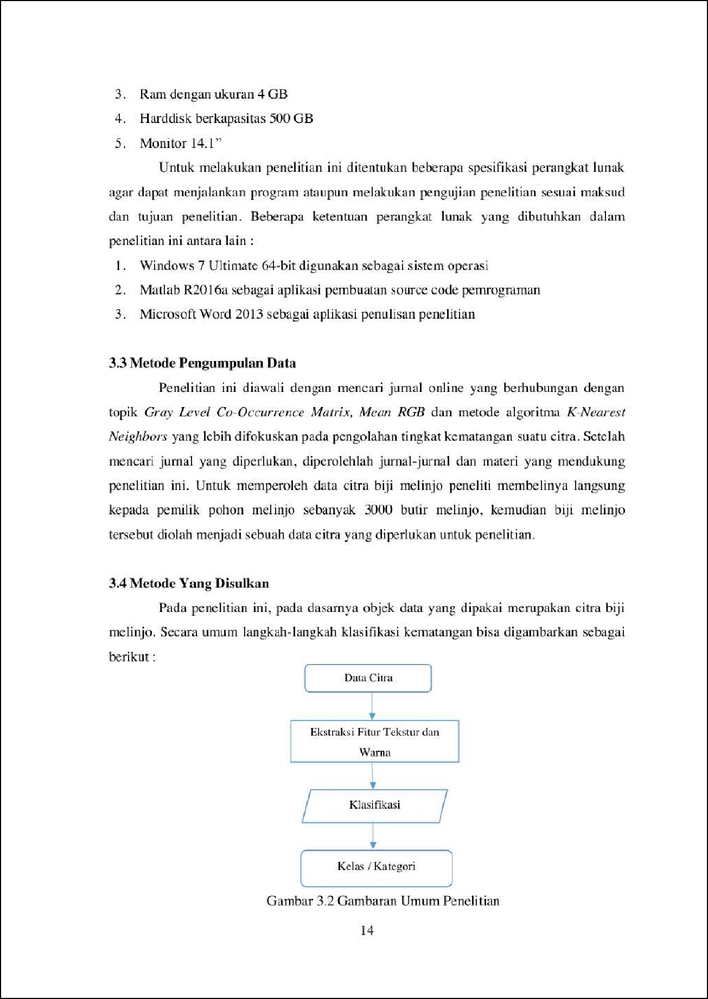 3. Ram dengan ukuran 4 GB
4. Harddisk berkapasitas 500 GB
5. Monitor 14.1”
Untuk melakukan penelitian ini ditentukan beberapa spesifikasi perangkat lunak
agar dapat menjalankan program ataupun melakukan pengujian penelitian sesuai maksud
dan tujuan penelitian. Beberapa ketentuan perangkat lunak yang dibutuhkan dalam
penelitian ini antara lain :
1. Windows 7 Ultimate 64-bit digunakan sebagai sistem operasi
2. Matlab R2016a sebagai aplikasi pembuatan source code pemrograman
3. Microsoft Word 2013 sebagai aplikasi penulisan penelitian
3.3 Metode Pengumpulan Data
Penelitian ini diawali dengan mencari jurnal online yang berhubungan dengan
topik Gray Level Co-Occurrence Matrix, Mean RGB dan metode algoritma K-Nearest
Neighbors yang lebih difokuskan pada pengolahan tingkat kematangan suatu citra. Setelah
mencari jurnal yang diperlukan, diperolehlah jurnal-jurnal dan materi yang mendukung
penelitian ini. Untuk memperoleh data citra biji melinjo peneliti membelinya langsung
kepada pemilik pohon melinjo sebanyak 3000 butir melinjo, kemudian biji melinjo
tersebut diolah menjadi sebuah data citra yang diperlukan untuk penelitian.
3.4 Metode Yang Disulkan
Pada penelitian ini, pada dasarnya objek data yang dipakai merupakan citra biji
melinjo. Secara umum langkah-langkah klasifikasi kematangan bisa digambarkan sebagai
berikut :
Data Citra
Ekstraksi Fitur Tekstur dan
Warna
Klasifikasi
Kelas / Kategori
Gambar 3.2 Gambaran Umum Penelitian
14